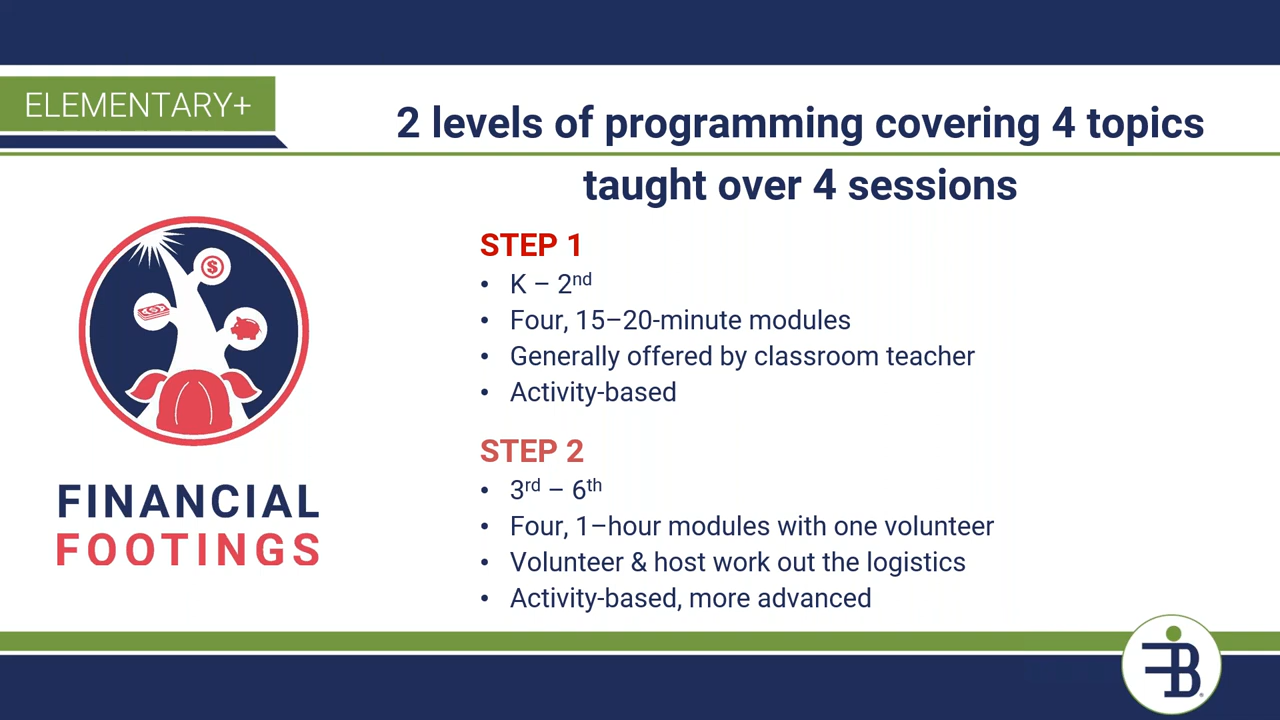 ELEMENTARY+
2 levels of programming covering 4 topics
taught over 4 sessions
STEP 1
• K – 2nd
• Four, 15–20-minute modules
• Generally offered by classroom teacher
• Activity-based
STEP 2
• 3rd – 6th
• Four, 1–hour modules with one volunteer
• Volunteer & host work out the logistics
• Activity-based, more advanced
FINANCIAL
FOOTINGS